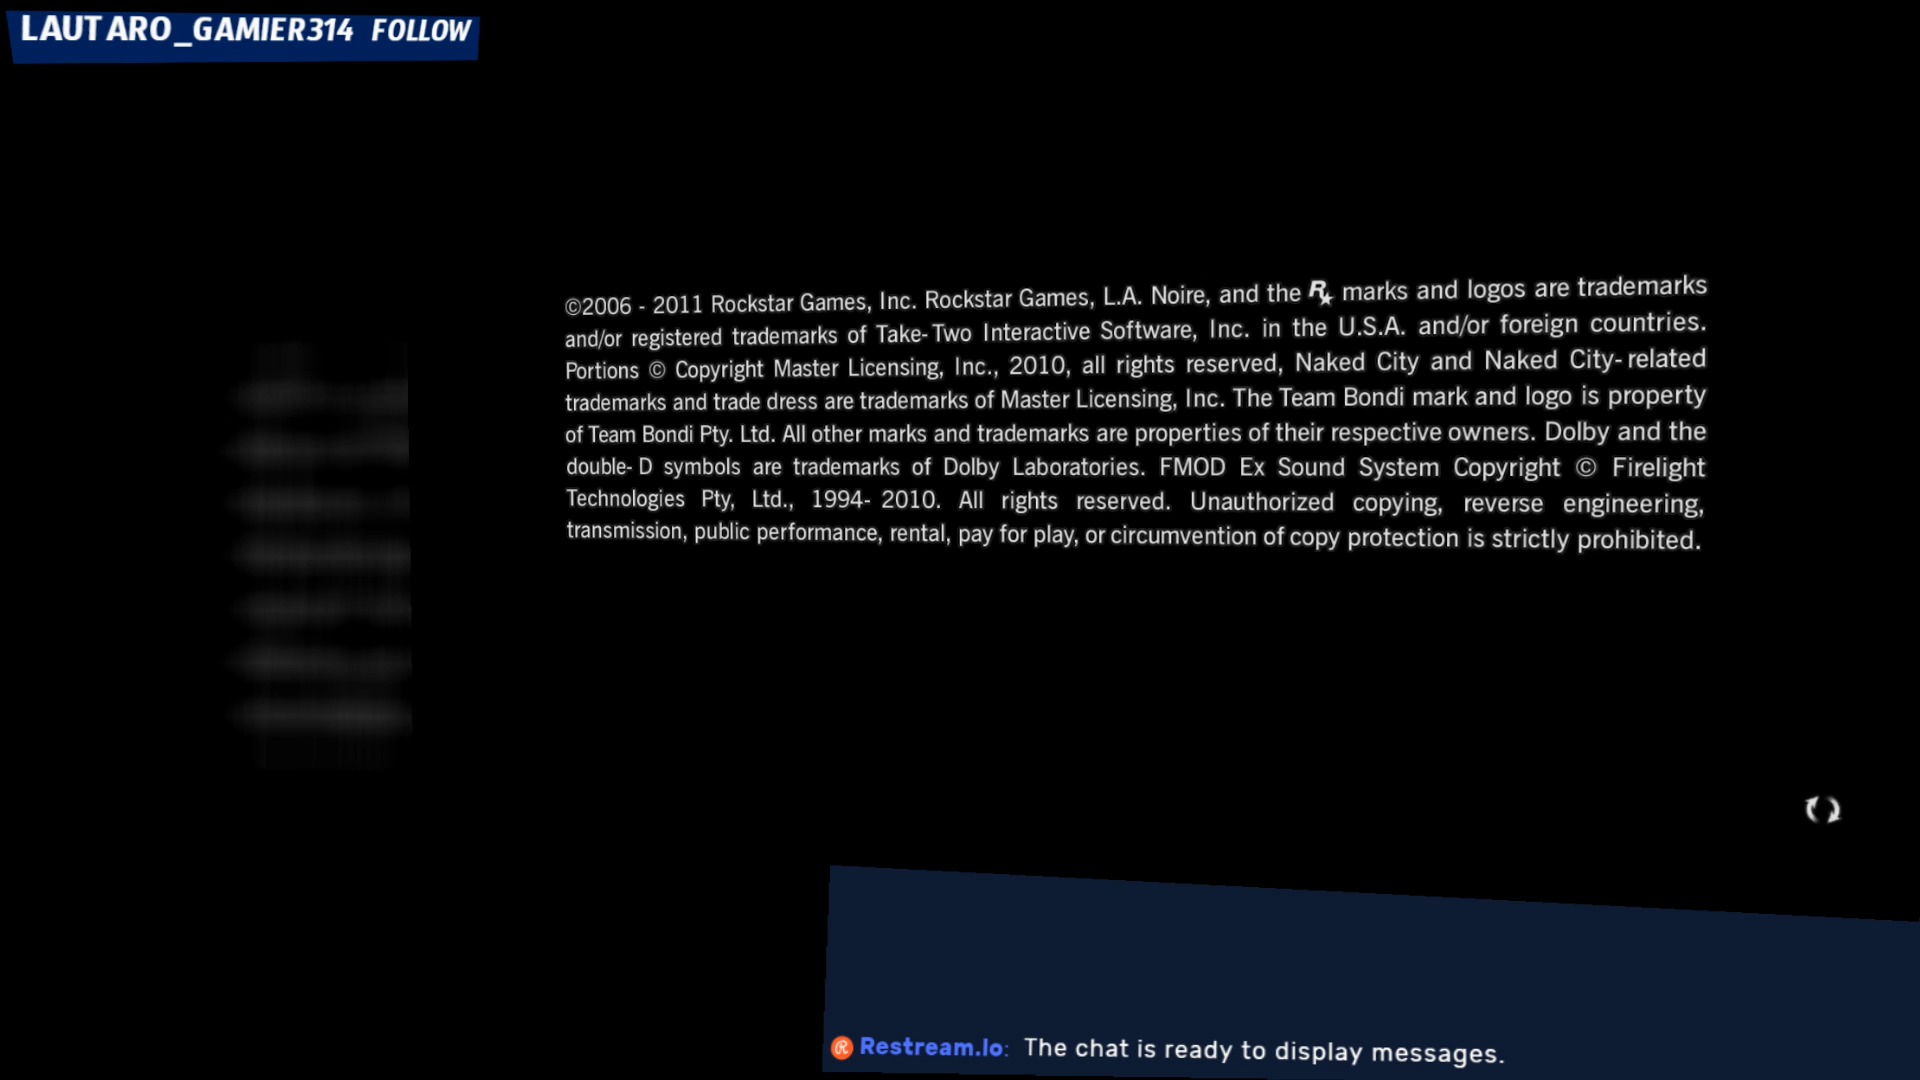 LAUTARO_GAMIER314 FOLLOW
©2006 - 2011 Rockstar Games, Inc. Rockstar Games, L.A. Noire, and the R★ marks and logos are trademarks
and/or registered trademarks of Take-Two Interactive Software, Inc. in the U.S.A. and/or foreign countries.
Portions © Copyright Master Licensing, Inc., 2010, all rights reserved, Naked City and Naked City-related
trademarks and trade dress are trademarks of Master Licensing, Inc. The Team Bondi mark and logo is property
of Team Bondi Pty. Ltd. All other marks and trademarks are properties of their respective owners. Dolby and the
double-D symbols are trademarks of Dolby Laboratories. FMOD Ex Sound System Copyright © Firelight
Technologies Pty, Ltd., 1994-2010. All rights reserved. Unauthorized copying, reverse engineering,
transmission, public performance, rental, pay for play, or circumvention of copy protection is strictly prohibited.
Restream.Io: The chat is ready to display messages.